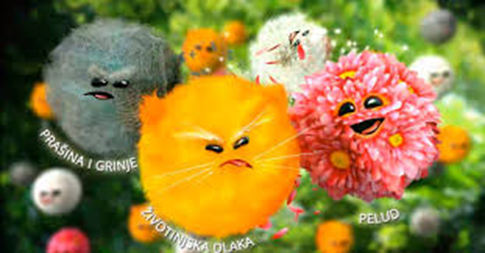 PRAŠINA I GRINJE
ŽIVOTINJSKA DLAKA
PELUD